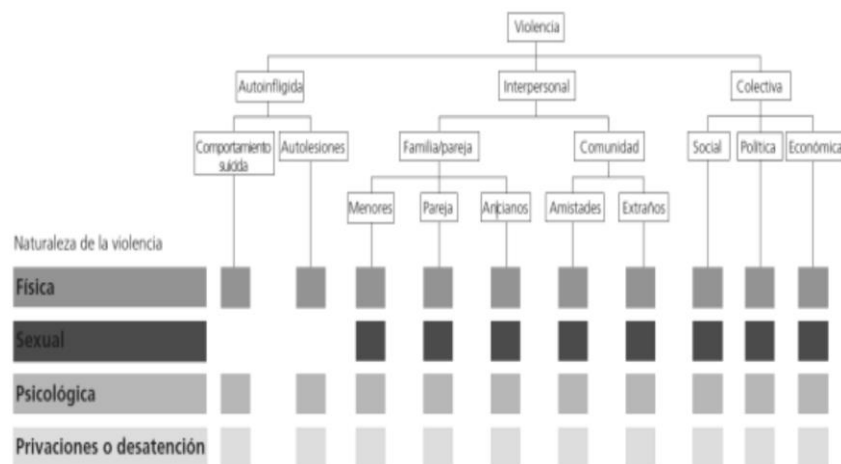 Violencia
Autoinfligida
Interpersonal
Colectiva
Comportamiento
suicida
Autolesiones
Familia/pareja
Comunidad
Social
Política
Económica
Menores
Pareja
Ancianos
Amistades
Extraños
Naturaleza de la violencia
Física
Sexual
Psicológica
Privaciones o desatención